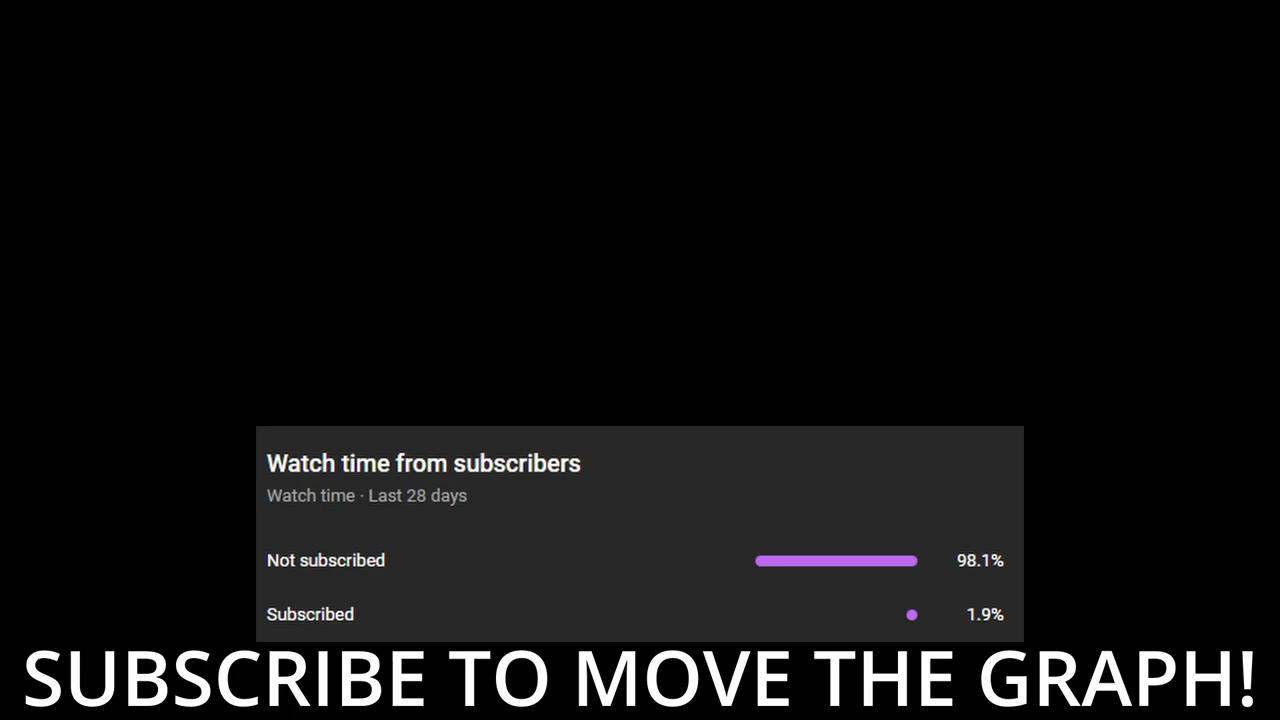 Watch time from subscribers
Watch time · Last 28 days
Not subscribed 98.1%
Subscribed 1.9%
SUBSCRIBE TO MOVE THE GRAPH!